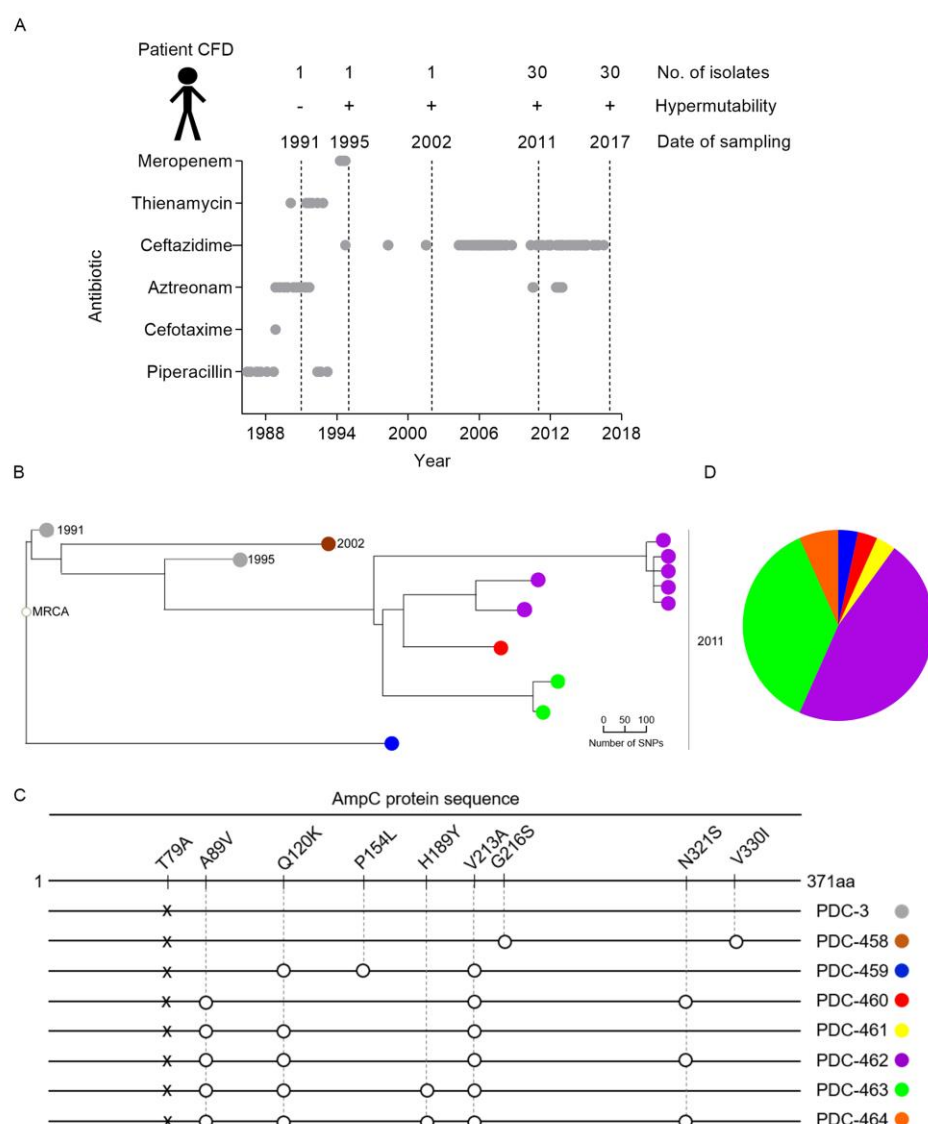 A
Patient CFD
1 1 1 30 30 No. of isolates
- + + + + Hypermutability
1991 1995 2002 2011 2017 Date of sampling
Meropenem
Thienamycin
Ceftazidime
Aztreonam
Cefotaxime
Piperacillin
Antibiotic
1988 1994 2000 2006 2012 2018
Year
B
D
1991
2002
1995
MRCA
2011
0 50 100
Number of SNPs
C
AmpC protein sequence
T79A A89V Q120K P154L H189Y V213A G216S N321S V330I
1 371aa
x PDC-3
x PDC-458
x PDC-459
x PDC-460
x PDC-461
x PDC-462
x PDC-463
x PDC-464